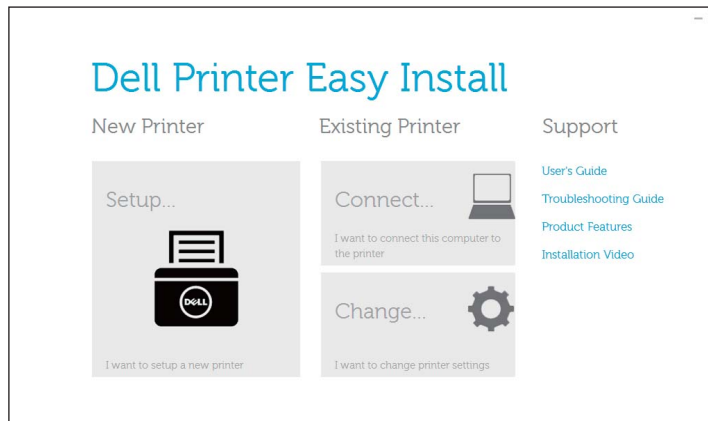 Dell Printer Easy Install
New Printer
Setup...
DELL
I want to setup a new printer
Existing Printer
Connect...
I want to connect this computer to
the printer
Change...
I want to change printer settings
Support
User's Guide
Troubleshooting Guide
Product Features
Installation Video